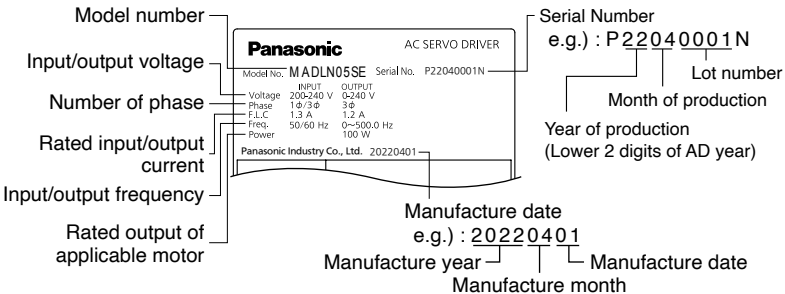 Model number
Input/output voltage
Number of phase
Rated input/output
current
Input/output frequency
Rated output of
applicable motor
Panasonic AC SERVO DRIVER
Model No. MADLN05SE Serial No. P22040001N
INPUT OUTPUT
Voltage 200-240 V 0-240 V
Phase 1ϕ/3ϕ 3ϕ
F.L.C 1.3 A 1.2 A
Freq. 50/60 Hz 0~500.0 Hz
Power 100 W
Panasonic Industry Co., Ltd. 20220401
Serial Number
e.g.) : P22040001N
Lot number
Month of production
Year of production
(Lower 2 digits of AD year)
Manufacture date
e.g.) : 20220401
Manufacture year Manufacture date
Manufacture month